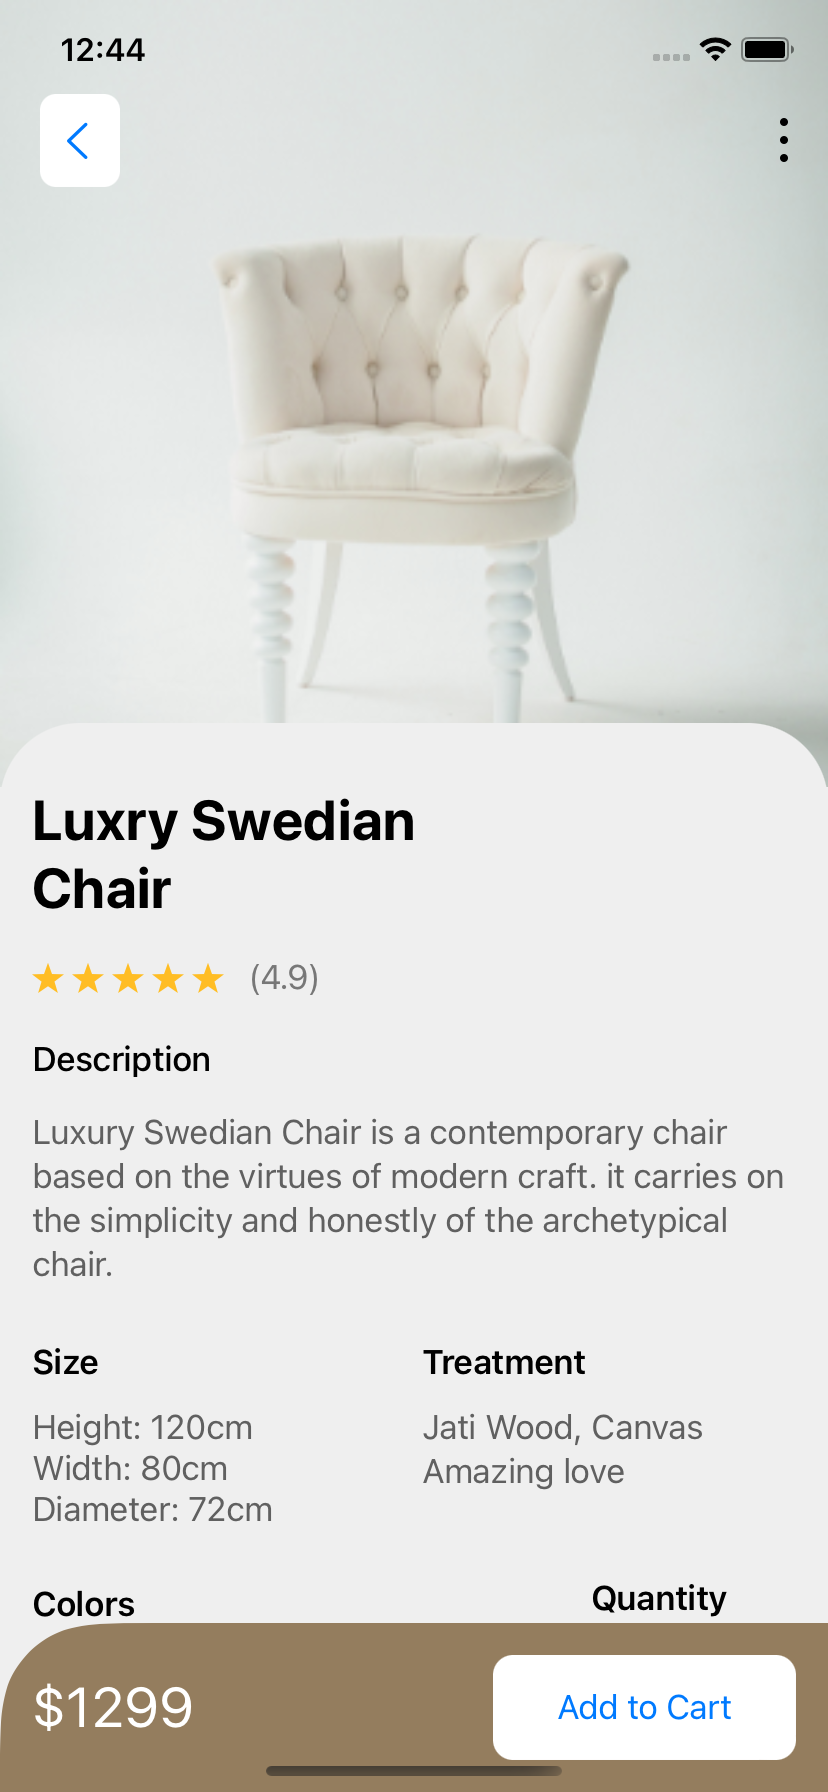 12:44
Luxry Swedian
Chair
(4.9)
Description
Luxury Swedian Chair is a contemporary chair
based on the virtues of modern craft. it carries on
the simplicity and honestly of the archetypical
chair.
Size
Treatment
Height: 120cm
Width: 80cm
Diameter: 72cm
Jati Wood, Canvas
Amazing love
Colors
Quantity
$1299
Add to Cart